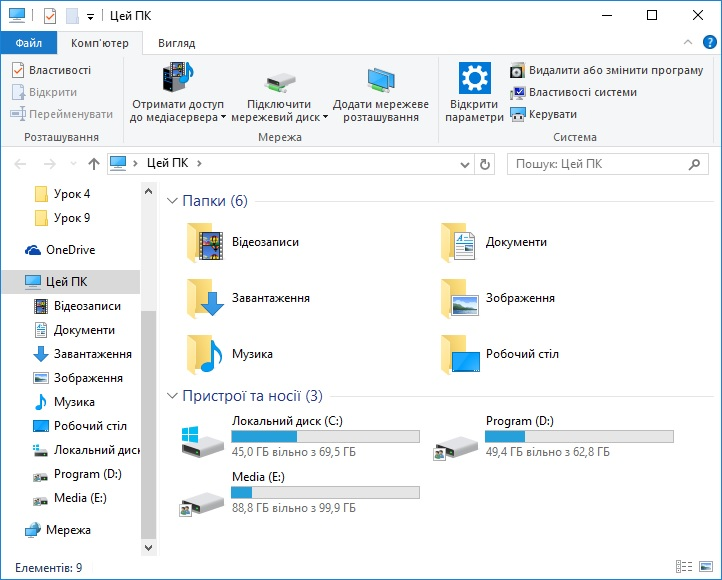 Цей ПК
Файл
Комп'ютер
Вигляд
Властивості
Відкрити
Перейменувати
Розташування
Отримати доступ
до медіасервера
Підключити
мережевий диск
Додати мережеве
розташування
Мережа
Відкрити
параметри
Видалити або змінити програму
Властивості системи
Керувати
Система
Цей ПК
Пошук: Цей ПК
Урок 4
Урок 9
OneDrive
Цей ПК
Відеозаписи
Документи
Завантаження
Зображення
Музика
Робочий стіл
Локальний диск
Program (D:)
Media (E:)
Мережа
Папки (6)
Відеозаписи
Документи
Завантаження
Зображення
Музика
Робочий стіл
Пристрої та носії (3)
Локальний диск (C:)
45,0 ГБ вільно з 69,5 ГБ
Program (D:)
49,4 ГБ вільно з 62,8 ГБ
Media (E:)
88,8 ГБ вільно з 99,9 ГБ
Елементів: 9